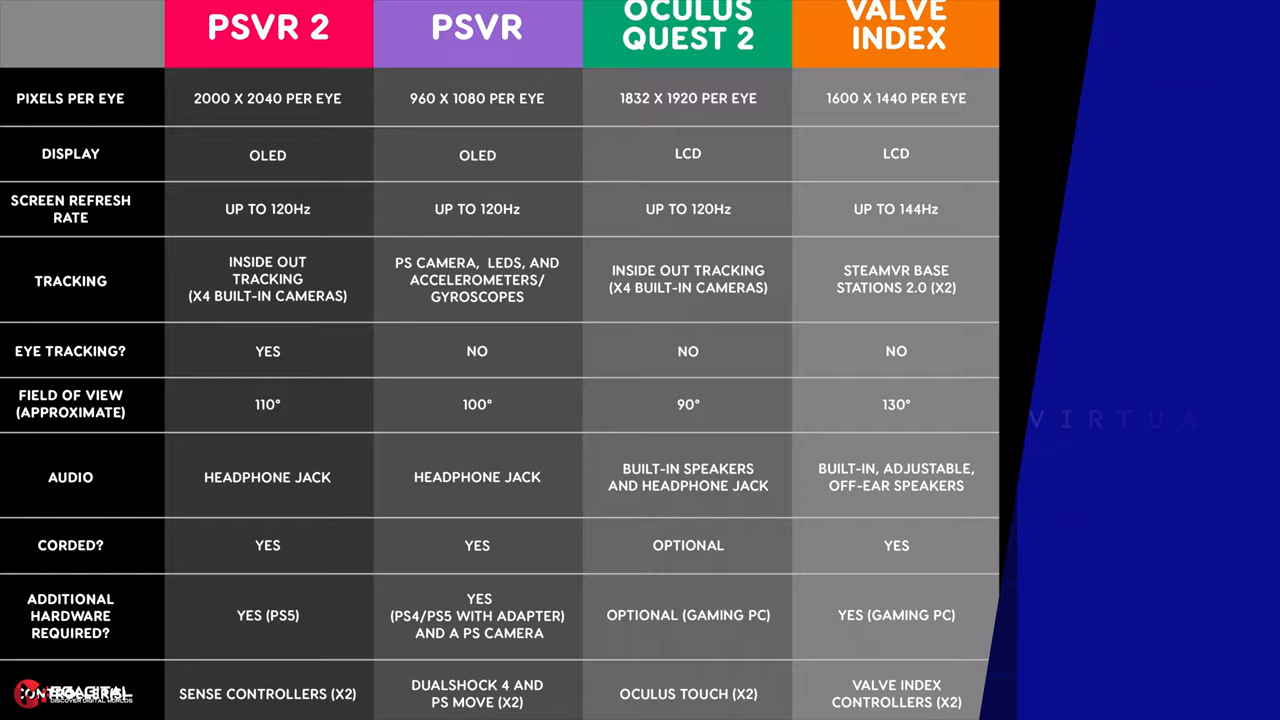 PSVR 2
PSVR
OCULUS
QUEST 2
VALVE
INDEX
PIXELS PER EYE
2000 X 2040 PER EYE
960 X 1080 PER EYE
1832 X 1920 PER EYE
1600 X 1440 PER EYE
DISPLAY
OLED
OLED
LCD
LCD
SCREEN REFRESH
RATE
UP TO 120Hz
UP TO 120Hz
UP TO 120Hz
UP TO 144Hz
TRACKING
INSIDE OUT
TRACKING
(X4 BUILT-IN CAMERAS)
PS CAMERA, LEDS, AND
ACCELEROMETERS/
GYROSCOPES
INSIDE OUT TRACKING
(X4 BUILT-IN CAMERAS)
STEAMVR BASE
STATIONS 2.0 (X2)
EYE TRACKING?
YES
NO
NO
NO
FIELD OF VIEW
(APPROXIMATE)
110°
100°
90°
130°
AUDIO
HEADPHONE JACK
HEADPHONE JACK
BUILT-IN SPEAKERS
AND HEADPHONE JACK
BUILT-IN, ADJUSTABLE,
OFF-EAR SPEAKERS
CORDED?
YES
YES
OPTIONAL
YES
ADDITIONAL
HARDWARE
REQUIRED?
YES (PS5)
YES
(PS4/PS5 WITH ADAPTER)
AND A PS CAMERA
OPTIONAL (GAMING PC)
YES (GAMING PC)
SENSE CONTROLLERS (X2)
DUALSHOCK 4 AND
PS MOVE (X2)
OCULUS TOUCH (X2)
VALVE INDEX
CONTROLLERS (X2)
DISCOVER DIGITAL WORLDS
VIRTUA